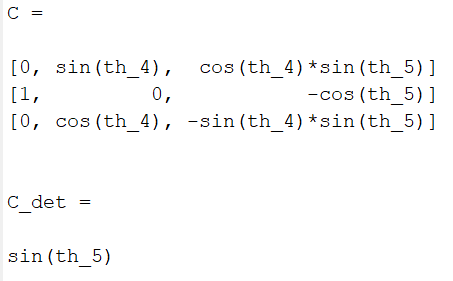 C =
[0, sin(th_4),  cos(th_4)*sin(th_5)]
[1,         0,           -cos(th_5)]
[0, cos(th_4), -sin(th_4)*sin(th_5)]
C_det =
sin(th_5)